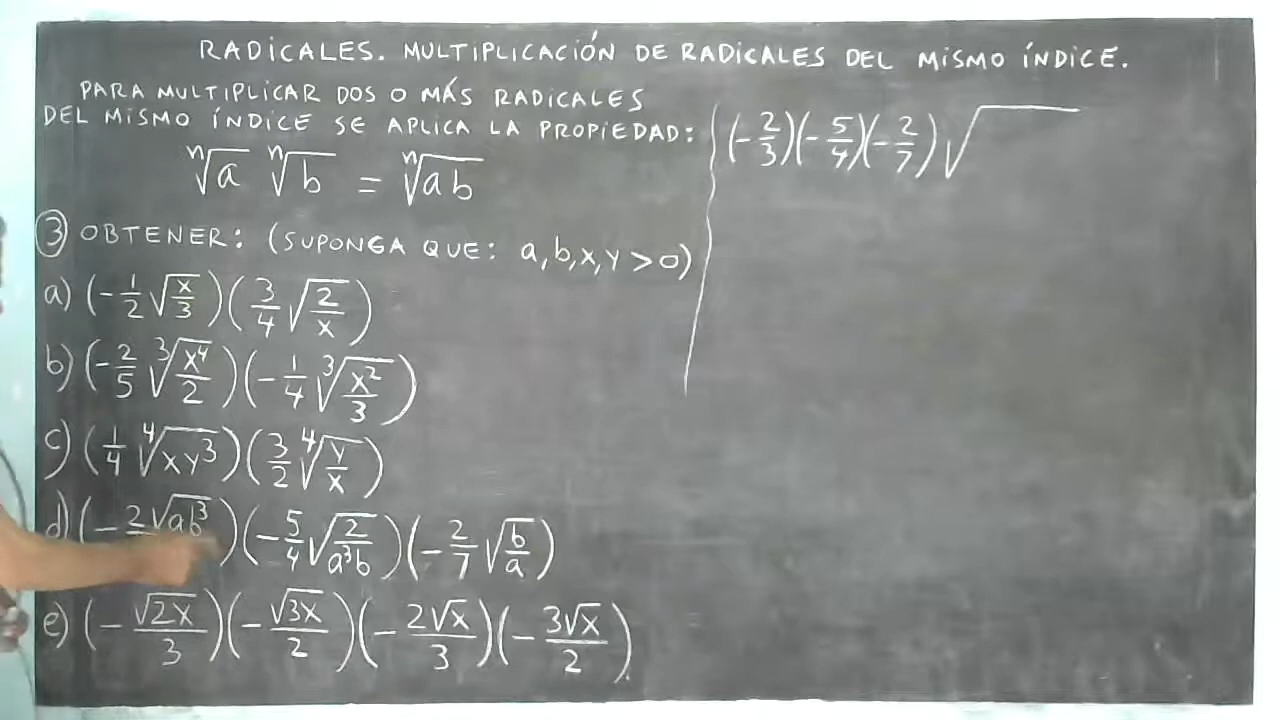 RADICALES. MULTIPLICACIÓN DE RADICALES DEL MISMO ÍNDICE.
PARA MULTIPLICAR DOS O MÁS RADICALES
DEL MISMO ÍNDICE SE APLICA LA PROPIEDAD:
ⁿ√a ⁿ√b = ⁿ√ab
③ OBTENER: (SUPONGA QUE: a,b,x,y>0)
a) (-1/2 √(x/3))(3/4 √(2/x))
b) (-2/5 ³√(x⁴/2))(-1/4 ³√(x²/3))
c) (1/4 ⁴√(xy³))(3/2 ⁴√(y/x))
d) (-2√(ab³) )(-5/4 √(2/(a³b)))(-2/7 √(b/a))
e) (-√(2x)/3)(-√(3x)/2)(-2√x/3)(-3√x/2).
(-2/3)(-5/4)(-2/7)√